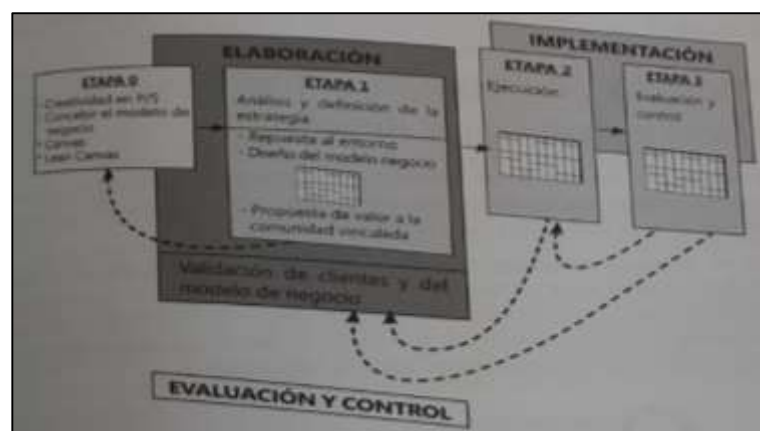 ELABORACIÓN
IMPLEMENTACIÓN
ETAPA 0
- Creatividad en P/S
- Concebir el modelo de
negocio
- Canvas
- Lean Canvas
ETAPA 1
Análisis y definición de la
estrategia
- Repuesta al entorno
- Diseño del modelo negocio
- Propuesta de valor a la
comunidad vinculada
Validación de clientes y del
modelo de negocio
ETAPA 2
Ejecución
ETAPA 3
Evaluación y
control
EVALUACIÓN Y CONTROL